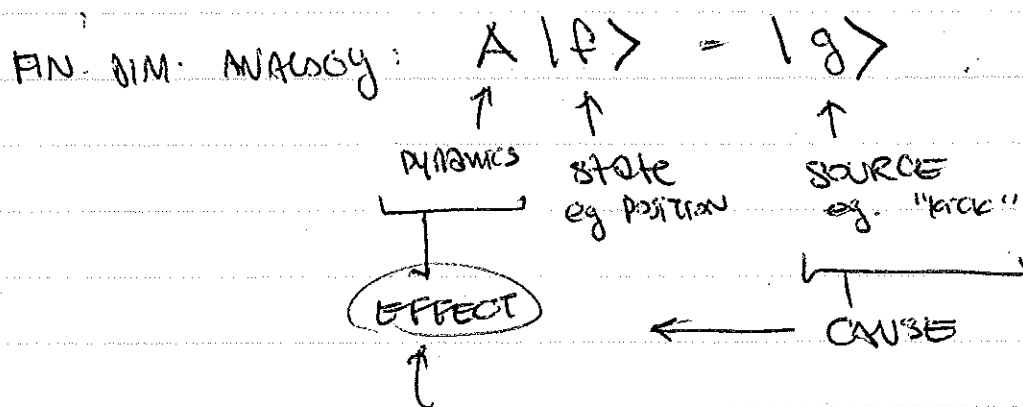 FIN. DIM. ANALOGY: A |f> = |g>.
DYNAMICS state SOURCE
eg POSITION eg. "KICK"
EFFECT ← CAUSE